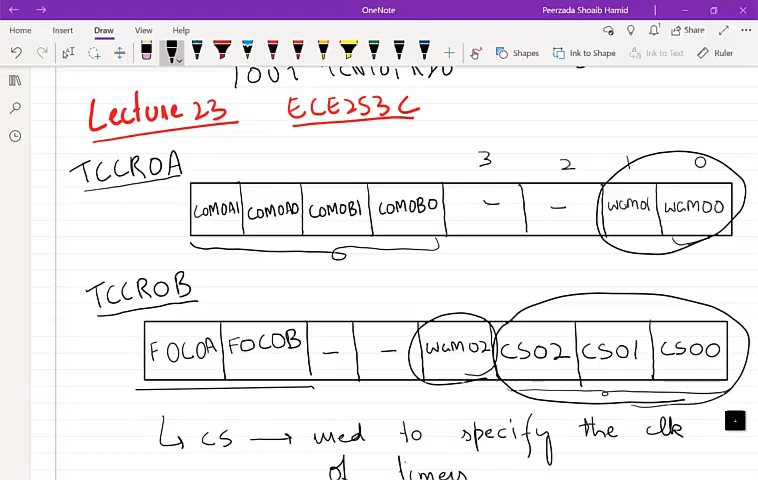 OneNote
Peerzada Shoaib Hamid
Home Insert Draw View Share
Shapes Ink to Shape Ink to Text Ruler
Lecture 23 ECE253C
TCCR0A
3 2 1 0
COM0A1 COM0A0 COM0B1 COM0B0 - - WGM01 WGM00
TCCR0B
FOC0A FOC0B - - WGM02 CS02 CS01 CS00
↳ CS → used to specify the clk
of timers